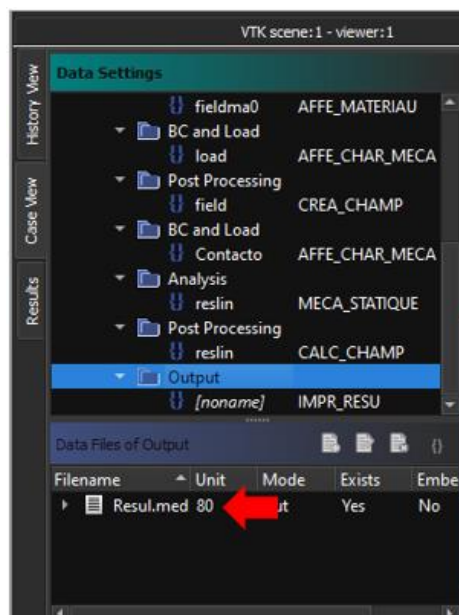 VTK scene:1 - viewer:1
History View
Case View
Results
Data Settings
{} fieldma0 AFFE_MATERIAU
BC and Load
{} load AFFE_CHAR_MECA
Post Processing
{} field CREA_CHAMP
BC and Load
{} Contacto AFFE_CHAR_MECA
Analysis
{} reslin MECA_STATIQUE
Post Processing
{} reslin CALC_CHAMP
Output
{} [noname] IMPR_RESU
Data Files of Output {}
Filename Unit Mode Exists Embe
Resul.med 80 ut Yes No